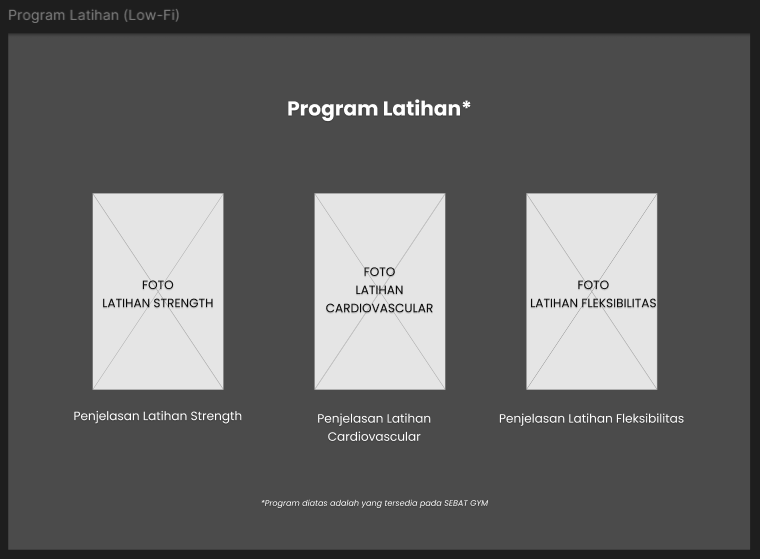 Program Latihan (Low-Fi)
Program Latihan*
FOTO
LATIHAN STRENGTH
FOTO
LATIHAN
CARDIOVASCULAR
FOTO
LATIHAN FLEKSIBILITAS
Penjelasan Latihan Strength
Penjelasan Latihan
Cardiovascular
Penjelasan Latihan Fleksibilitas
*Program diatas adalah yang tersedia pada SEBAT GYM